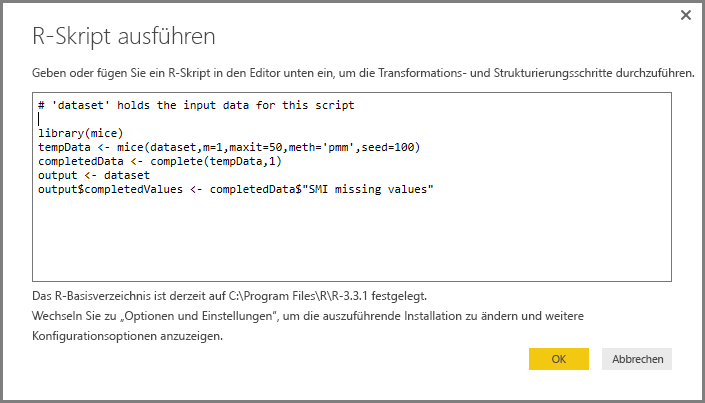 R-Skript ausführen
Geben oder fügen Sie ein R-Skript in den Editor unten ein, um die Transformations- und Strukturierungsschritte durchzuführen.
# 'dataset' holds the input data for this script
library(mice)
tempData <- mice(dataset,m=1,maxit=50,meth='pmm',seed=100)
completedData <- complete(tempData,1)
output <- dataset
output$completedValues <- completedData$"SMI missing values"
Das R-Basisverzeichnis ist derzeit auf C:\Program Files\R\R-3.3.1 festgelegt.
Wechseln Sie zu „Optionen und Einstellungen“, um die auszuführende Installation zu ändern und weitere
Konfigurationsoptionen anzuzeigen.
OK Abbrechen